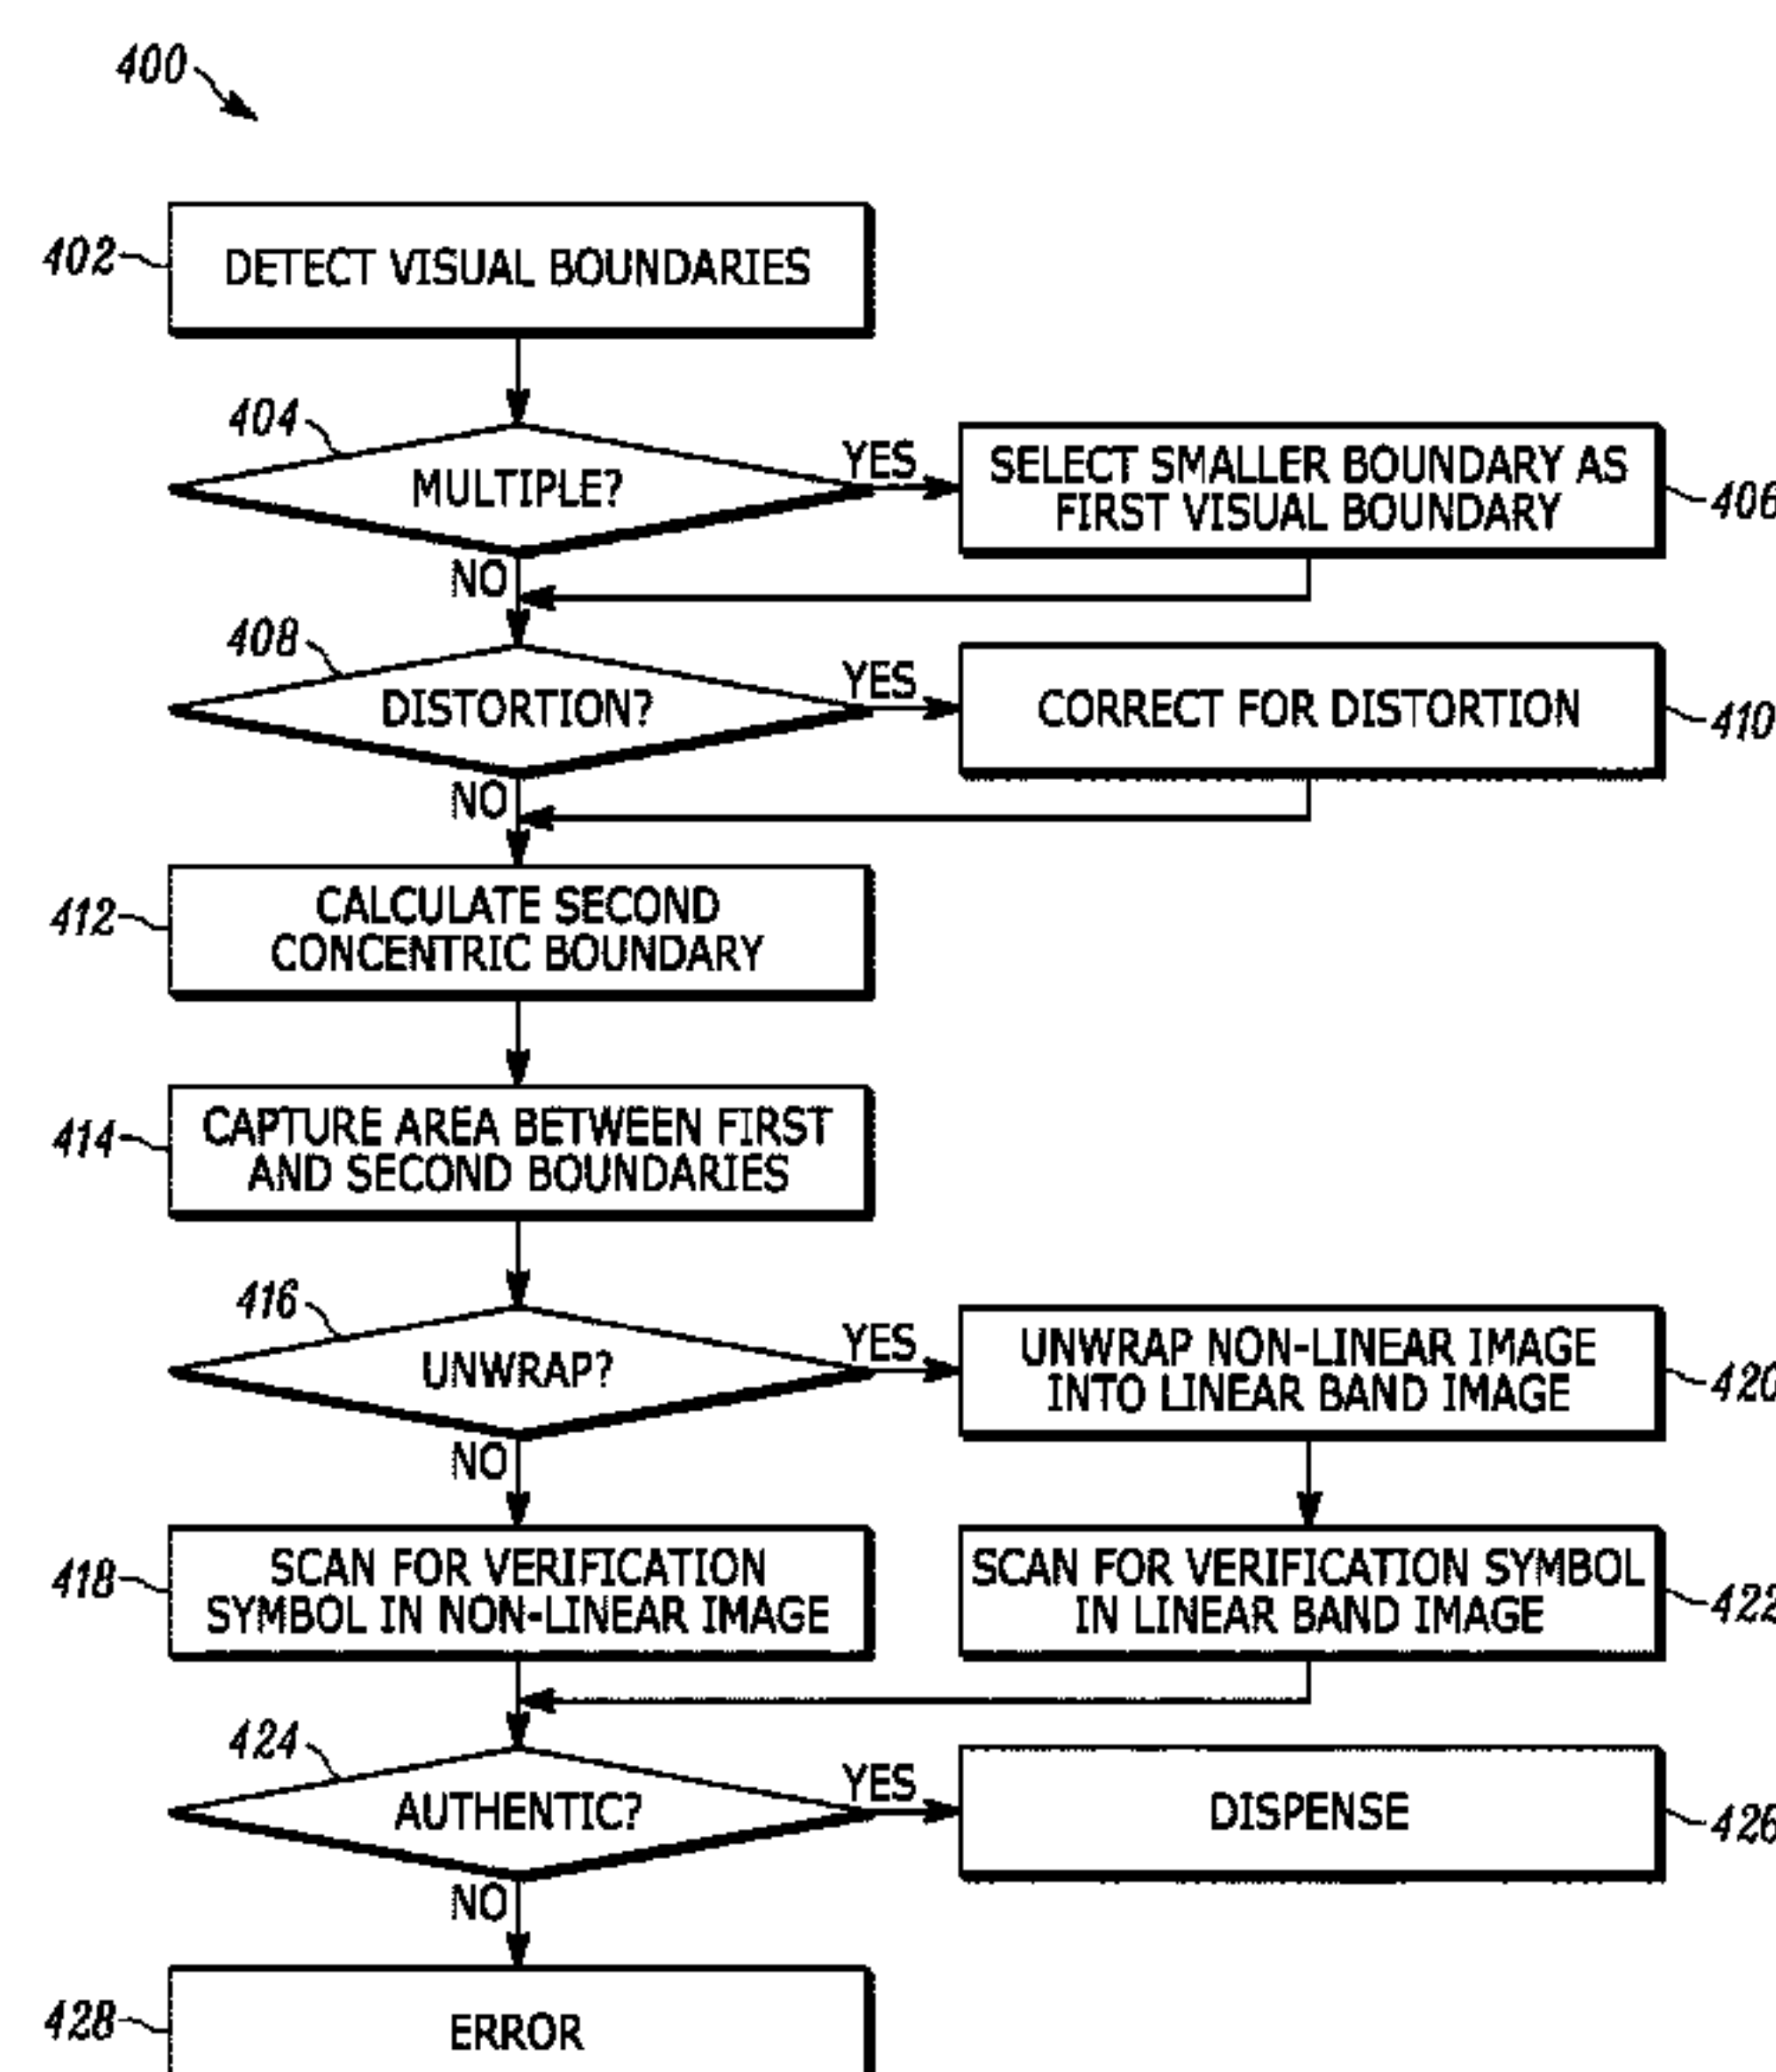 400
402
DETECT VISUAL BOUNDARIES
404
MULTIPLE?
YES
SELECT SMALLER BOUNDARY AS
FIRST VISUAL BOUNDARY
406
NO
408
DISTORTION?
YES
CORRECT FOR DISTORTION
410
NO
412
CALCULATE SECOND
CONCENTRIC BOUNDARY
414
CAPTURE AREA BETWEEN FIRST
AND SECOND BOUNDARIES
416
UNWRAP?
YES
UNWRAP NON-LINEAR IMAGE
INTO LINEAR BAND IMAGE
420
NO
418
SCAN FOR VERIFICATION
SYMBOL IN NON-LINEAR IMAGE
SCAN FOR VERIFICATION SYMBOL
IN LINEAR BAND IMAGE
422
424
AUTHENTIC?
YES
DISPENSE
426
NO
428
ERROR